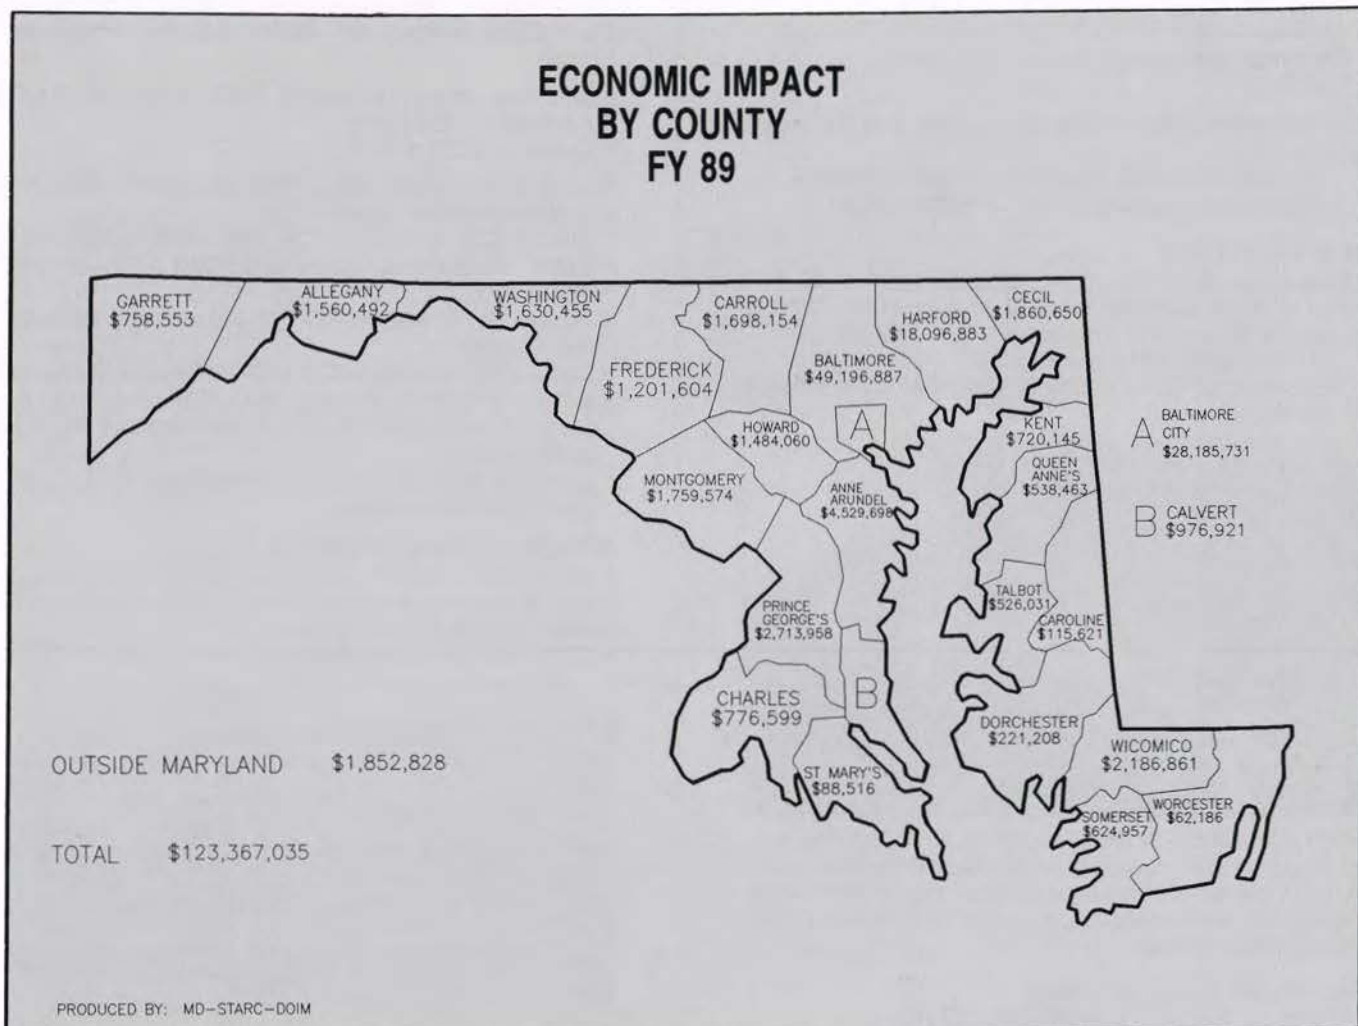 ECONOMIC IMPACT
BY COUNTY
FY 89
GARRETT
$758,553
ALLEGANY
$1,560,492
WASHINGTON
$1,630,455
FREDERICK
$1,201,604
CARROLL
$1,698,154
BALTIMORE
$49,196,887
HARFORD
$18,096,883
CECIL
$1,860,650
HOWARD
$1,484,060
A
MONTGOMERY
$1,759,574
ANNE
ARUNDEL
$4,529,698
KENT
$720,145
QUEEN
ANNE'S
$538,463
A BALTIMORE
CITY
$28,185,731
B CALVERT
$976,921
TALBOT
$526,031
CAROLINE
$115,621
PRINCE
GEORGE'S
$2,713,958
CHARLES
$776,599
B
ST MARY'S
$88,516
DORCHESTER
$221,208
WICOMICO
$2,186,861
SOMERSET
$624,957
WORCESTER
$62,186
OUTSIDE MARYLAND $1,852,828
TOTAL $123,367,035
PRODUCED BY: MD-STARC-DOIM